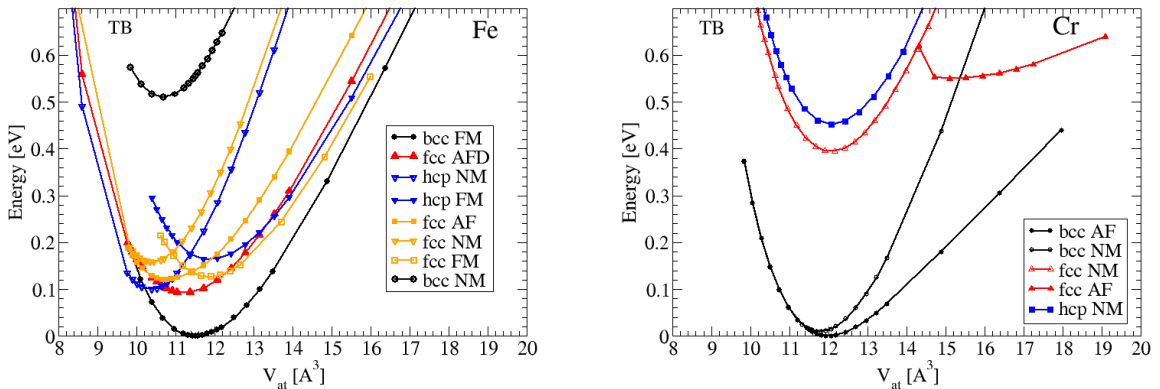 TB
Fe
Energy [eV]
0.6
0.5
0.4
0.3
0.2
0.1
0
bcc FM
fcc AFD
hcp NM
hcp FM
fcc AF
fcc NM
fcc FM
bcc NM
8 9 10 11 12 13 14 15 16 17 18 19 20
V_at [A^3]
TB
Cr
Energy [eV]
0.6
0.5
0.4
0.3
0.2
0.1
0
bcc AF
bcc NM
fcc NM
fcc AF
hcp NM
8 9 10 11 12 13 14 15 16 17 18 19 20
V_at [A^3]